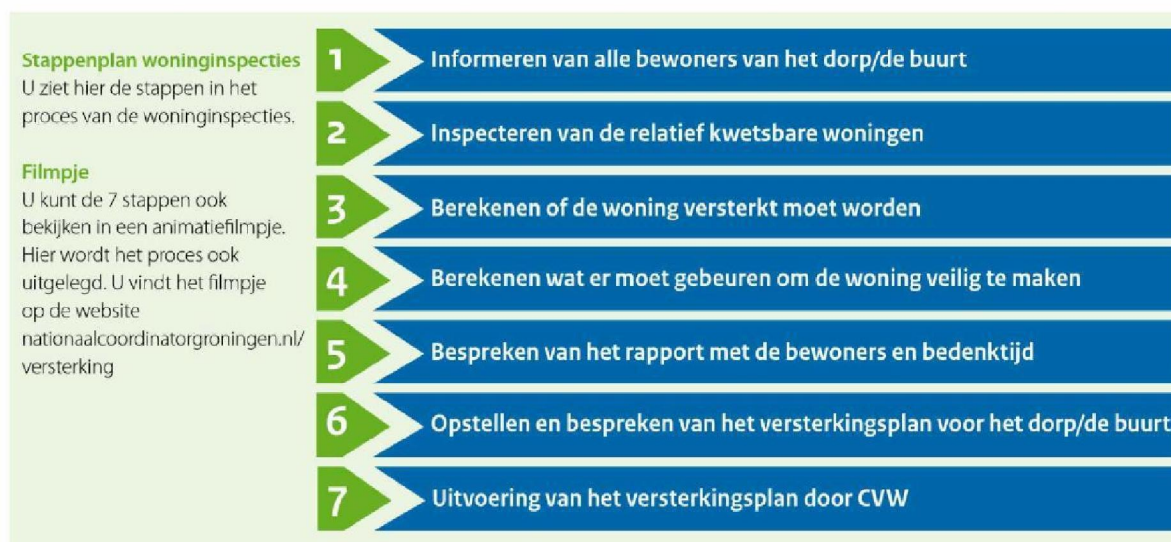 Stappenplan woninginspecties
U ziet hier de stappen in het
proces van de woninginspecties.
Filmpje
U kunt de 7 stappen ook
bekijken in een animatiefilmpje.
Hier wordt het proces ook
uitgelegd. U vindt het filmpje
op de website
nationaalcoordinatorgroningen.nl/
versterking
1 Informeren van alle bewoners van het dorp/de buurt
2 Inspecteren van de relatief kwetsbare woningen
3 Berekenen of de woning versterkt moet worden
4 Berekenen wat er moet gebeuren om de woning veilig te maken
5 Bespreken van het rapport met de bewoners en bedenktijd
6 Opstellen en bespreken van het versterkingsplan voor het dorp/de buurt
7 Uitvoering van het versterkingsplan door CVW